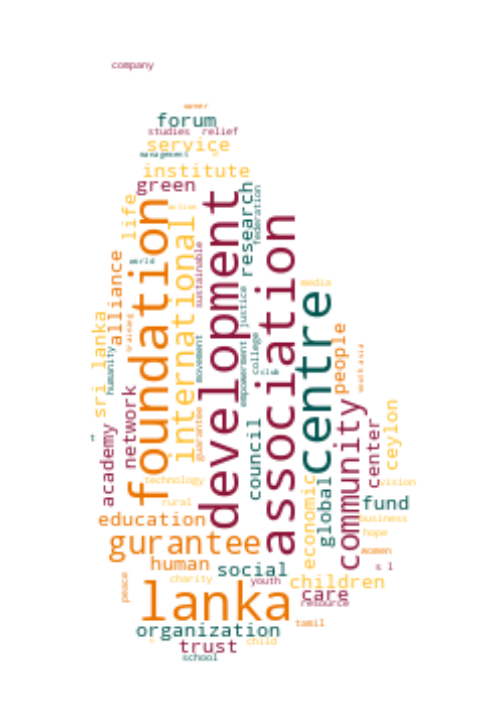 company
owner
forum
studies relief
service
management
institute
green
life
foundation
international
action
development
research
federation
association
world
sustainable
alliance
justice
media
centre
sri lanka
humanity
training
movement
empowerment
college
club
people
south asia
network
academy
guarantee
council
community
center
ceylon
technology
vision
rural
economic
global
fund
education
business
gurantee
hope
women
human
social
s l
peace
charity
youth
children
lanka
care
resource
organization
tamil
trust
child
school